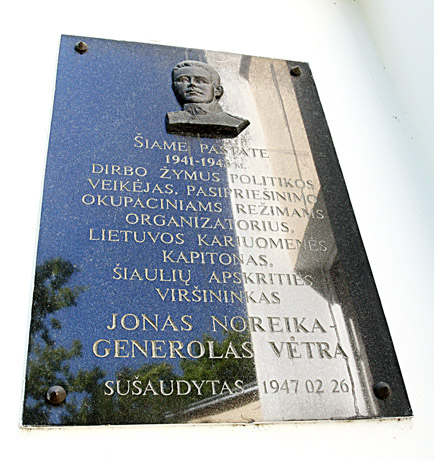 ŠIAME PASTATE
1941-194 M.
DIRBO ŽYMUS POLITIKOS
VEIKĖJAS, PASIPRIEŠINIMO
OKUPACINIAMS REŽIMAMS
ORGANIZATORIUS,
LIETUVOS KARIUOMENĖS
KAPITONAS,
ŠIAULIŲ APSKRITIES
VIRŠININKAS
JONAS NOREIKA-
GENEROLAS VĖTRA
SUŠAUDYTAS 1947 02 26